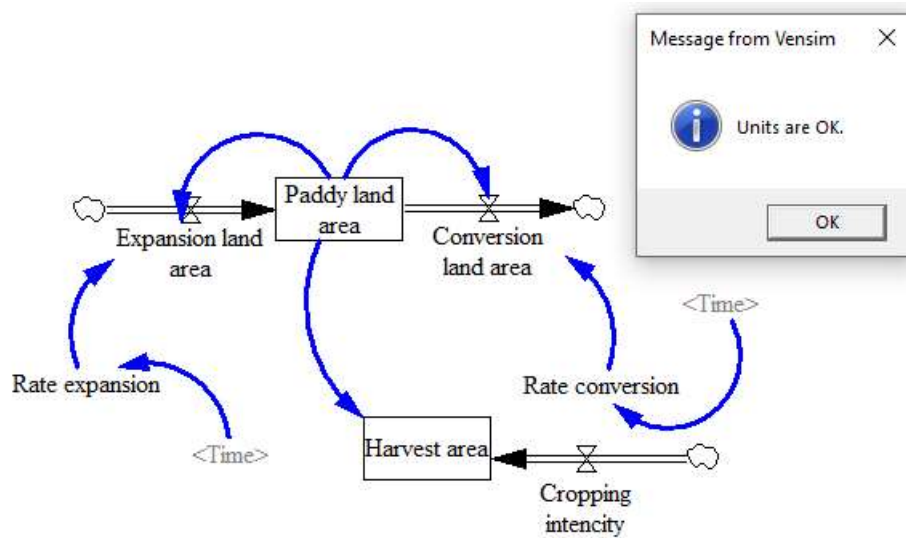 Message from Vensim
Units are OK.
OK
Paddy land
area
Expansion land
area
Conversion
land area
<Time>
Rate expansion
Rate conversion
<Time>
Harvest area
Cropping
intencity